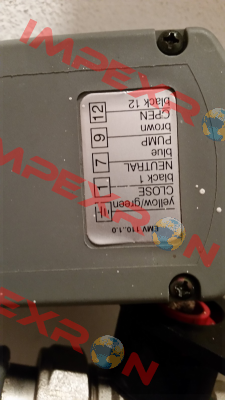 12 OPEN black 12
9 PUMP brown
7 NEUTRAL blue
1 CLOSE black 1
yellow/green
EMV 110..1.0
IMPEXRON
IMPEXRON
IMPEXRON